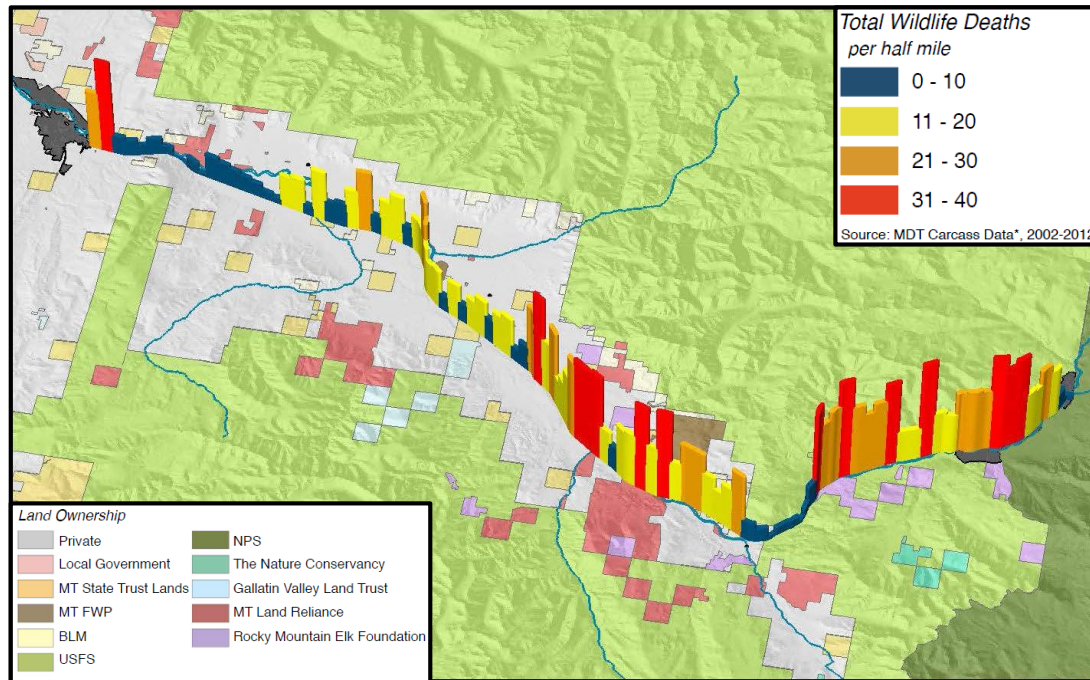 Total Wildlife Deaths
per half mile
0 - 10
11 - 20
21 - 30
31 - 40
Source: MDT Carcass Data*, 2002-2012
Land Ownership
Private
Local Government
MT State Trust Lands
MT FWP
BLM
USFS
NPS
The Nature Conservancy
Gallatin Valley Land Trust
MT Land Reliance
Rocky Mountain Elk Foundation